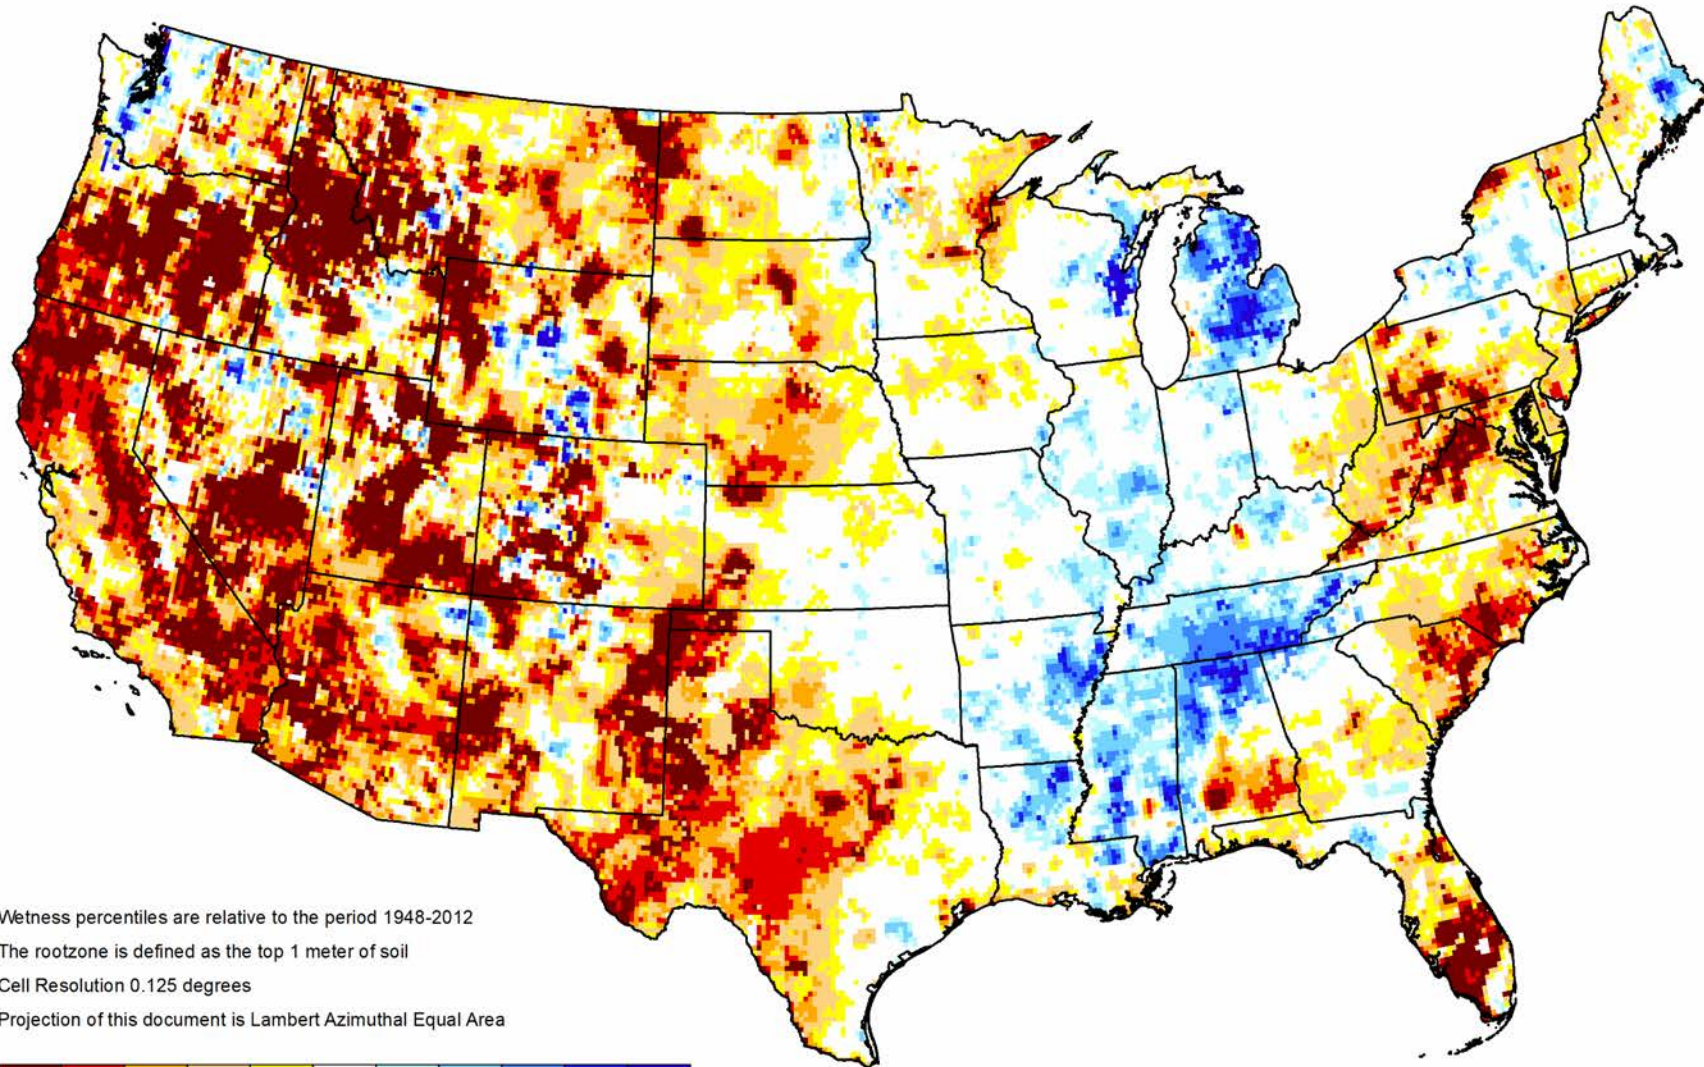 Wetness percentiles are relative to the period 1948-2012
The rootzone is defined as the top 1 meter of soil
Cell Resolution 0.125 degrees
Projection of this document is Lambert Azimuthal Equal Area